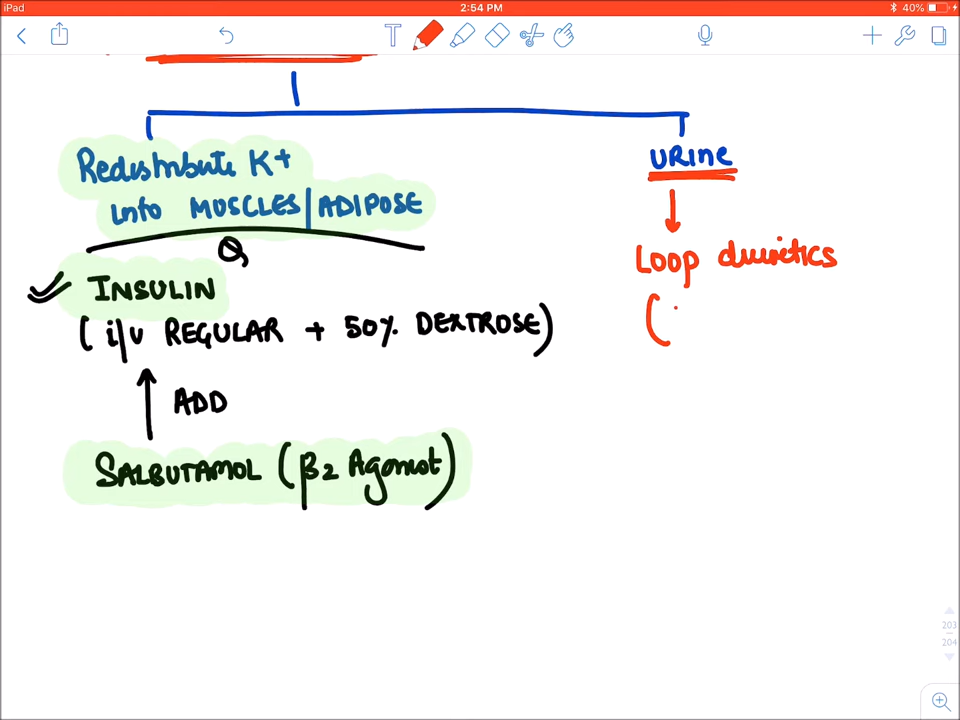 iPad
2:54 PM
40%
T
Redistribute K+
into MUSCLES | ADIPOSE
Q
INSULIN
( i/v REGULAR + 50% DEXTROSE)
ADD
SALBUTAMOL (β2 Agonist)
URINE
LOOP diuretics
(
203
204